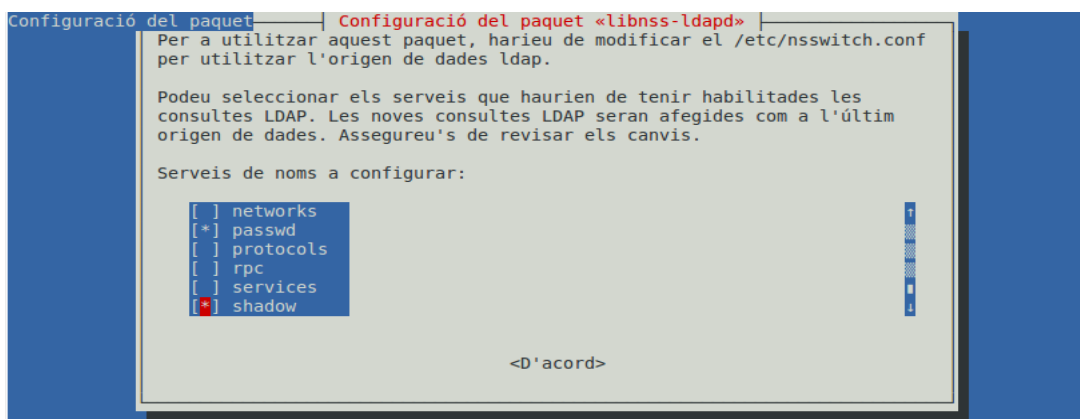 Configuració del paquet
Configuració del paquet «libnss-ldapd»
Per a utilitzar aquest paquet, harieu de modificar el /etc/nsswitch.conf
per utilitzar l'origen de dades ldap.
Podeu seleccionar els serveis que haurien de tenir habilitades les
consultes LDAP. Les noves consultes LDAP seran afegides com a l'últim
origen de dades. Assegureu's de revisar els canvis.
Serveis de noms a configurar:
[ ] networks
[*] passwd
[ ] protocols
[ ] rpc
[ ] services
[*] shadow
<D'acord>